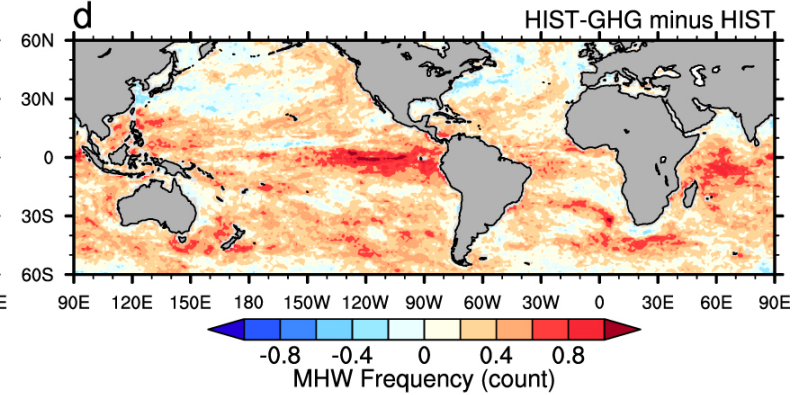 d
HIST-GHG minus HIST
60N
30N
0
30S
60S
E 90E 120E 150E 180 150W 120W 90W 60W 30W 0 30E 60E 90E
-0.8 -0.4 0 0.4 0.8
MHW Frequency (count)